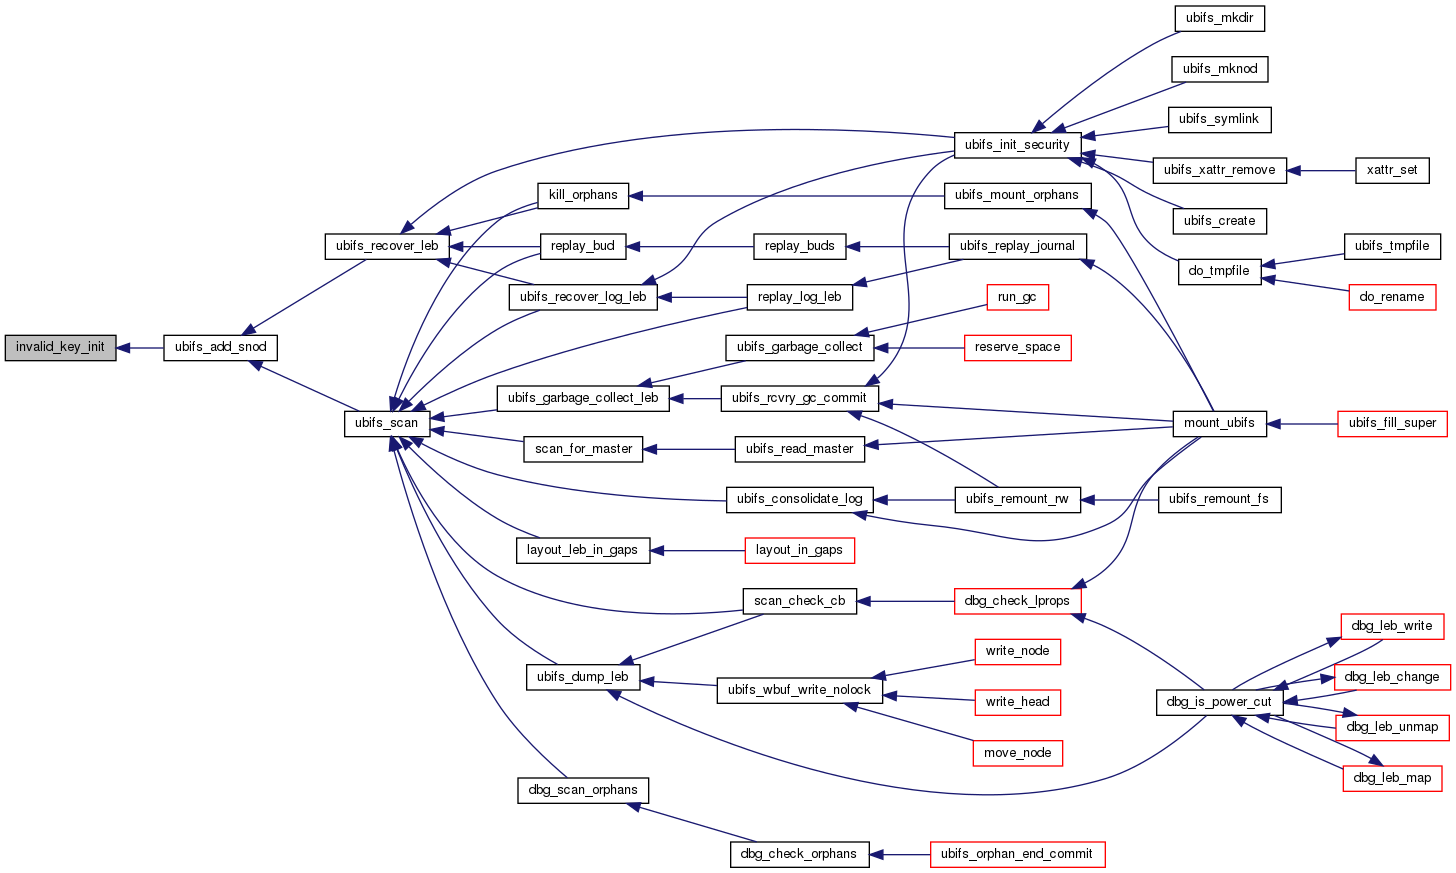 ubifs_mkdir
ubifs_mknod
ubifs_symlink
ubifs_init_security
ubifs_xattr_remove
xattr_set
kill_orphans
ubifs_mount_orphans
ubifs_create
ubifs_recover_leb
replay_bud
replay_buds
ubifs_replay_journal
ubifs_tmpfile
do_tmpfile
ubifs_recover_log_leb
replay_log_leb
run_gc
do_rename
invalid_key_init
ubifs_add_snod
ubifs_garbage_collect
reserve_space
ubifs_garbage_collect_leb
ubifs_rcvry_gc_commit
ubifs_scan
mount_ubifs
ubifs_fill_super
scan_for_master
ubifs_read_master
ubifs_consolidate_log
ubifs_remount_rw
ubifs_remount_fs
layout_leb_in_gaps
layout_in_gaps
scan_check_cb
dbg_check_lprops
dbg_leb_write
write_node
ubifs_dump_leb
dbg_leb_change
ubifs_wbuf_write_nolock
write_head
dbg_is_power_cut
dbg_leb_unmap
move_node
dbg_leb_map
dbg_scan_orphans
dbg_check_orphans
ubifs_orphan_end_commit